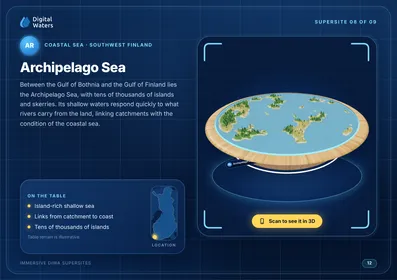 Digital
Waters
SUPERSITE 08 OF 09
AR
COASTAL SEA · SOUTHWEST FINLAND
Archipelago Sea
Between the Gulf of Bothnia and the Gulf of Finland lies
the Archipelago Sea, with tens of thousands of islands
and skerries. Its shallow waters respond quickly to what
rivers carry from the land, linking catchments to the
condition of the coastal sea.
ON THE TABLE
Island-rich shallow sea
Links from catchment to coast
Tens of thousands of islands
Table terrain is illustrative.
LOCATION
Scan to see it in 3D
IMMERSIVE DIWA SUPERSITES
12